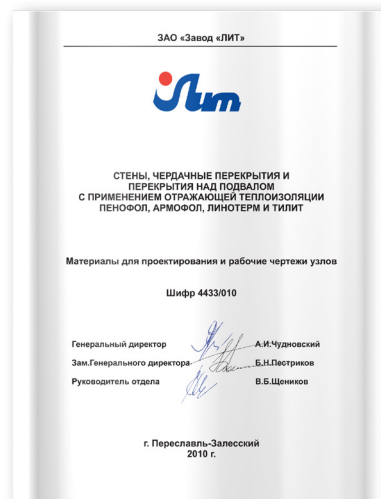 ЗАО «Завод «ЛИТ»
Лит
СТЕНЫ, ЧЕРДАЧНЫЕ ПЕРЕКРЫТИЯ И
ПЕРЕКРЫТИЯ НАД ПОДВАЛОМ
С ПРИМЕНЕНИЕМ ОТРАЖАЮЩЕЙ ТЕПЛОИЗОЛЯЦИИ
ПЕНОФОЛ, АРМОФОЛ, ЛИНОТЕРМ И ТИЛИТ
Материалы для проектирования и рабочие чертежи узлов
Шифр 4433/010
Генеральный директор А.И.Чудновский
Зам.Генерального директора Б.Н.Пестриков
Руководитель отдела В.Б.Щеников
г. Переславль-Залесский
2010 г.